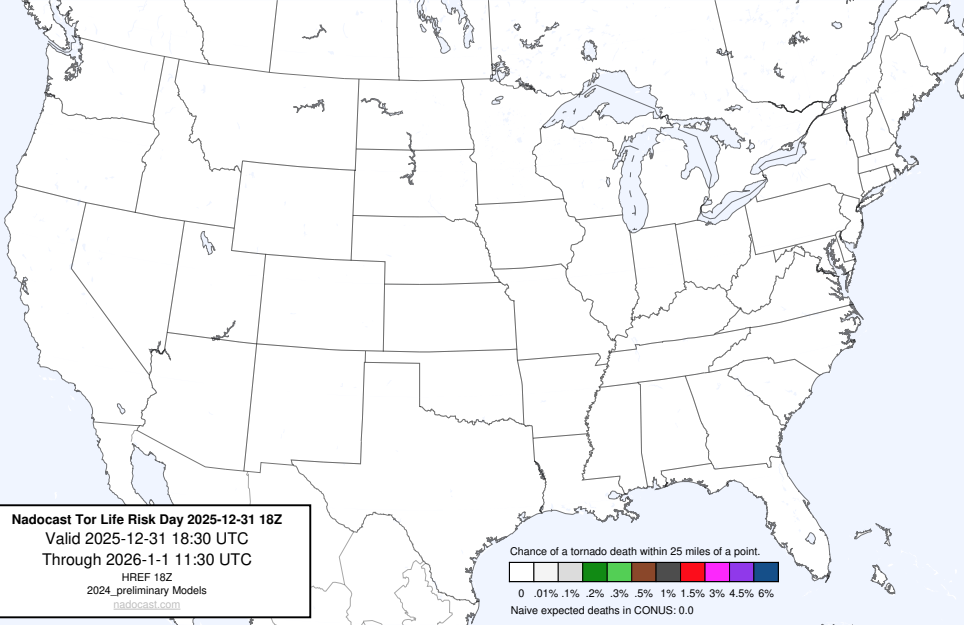 Nadocast Tor Life Risk Day 2025-12-31 18Z
Valid 2025-12-31 18:30 UTC
Through 2026-1-1 11:30 UTC
HREF 18Z
2024_preliminary Models
nadocast.com
Chance of a tornado death within 25 miles of a point.
0 .01% .1% .2% .3% .5% 1% 1.5% 3% 4.5% 6%
Naive expected deaths in CONUS: 0.0